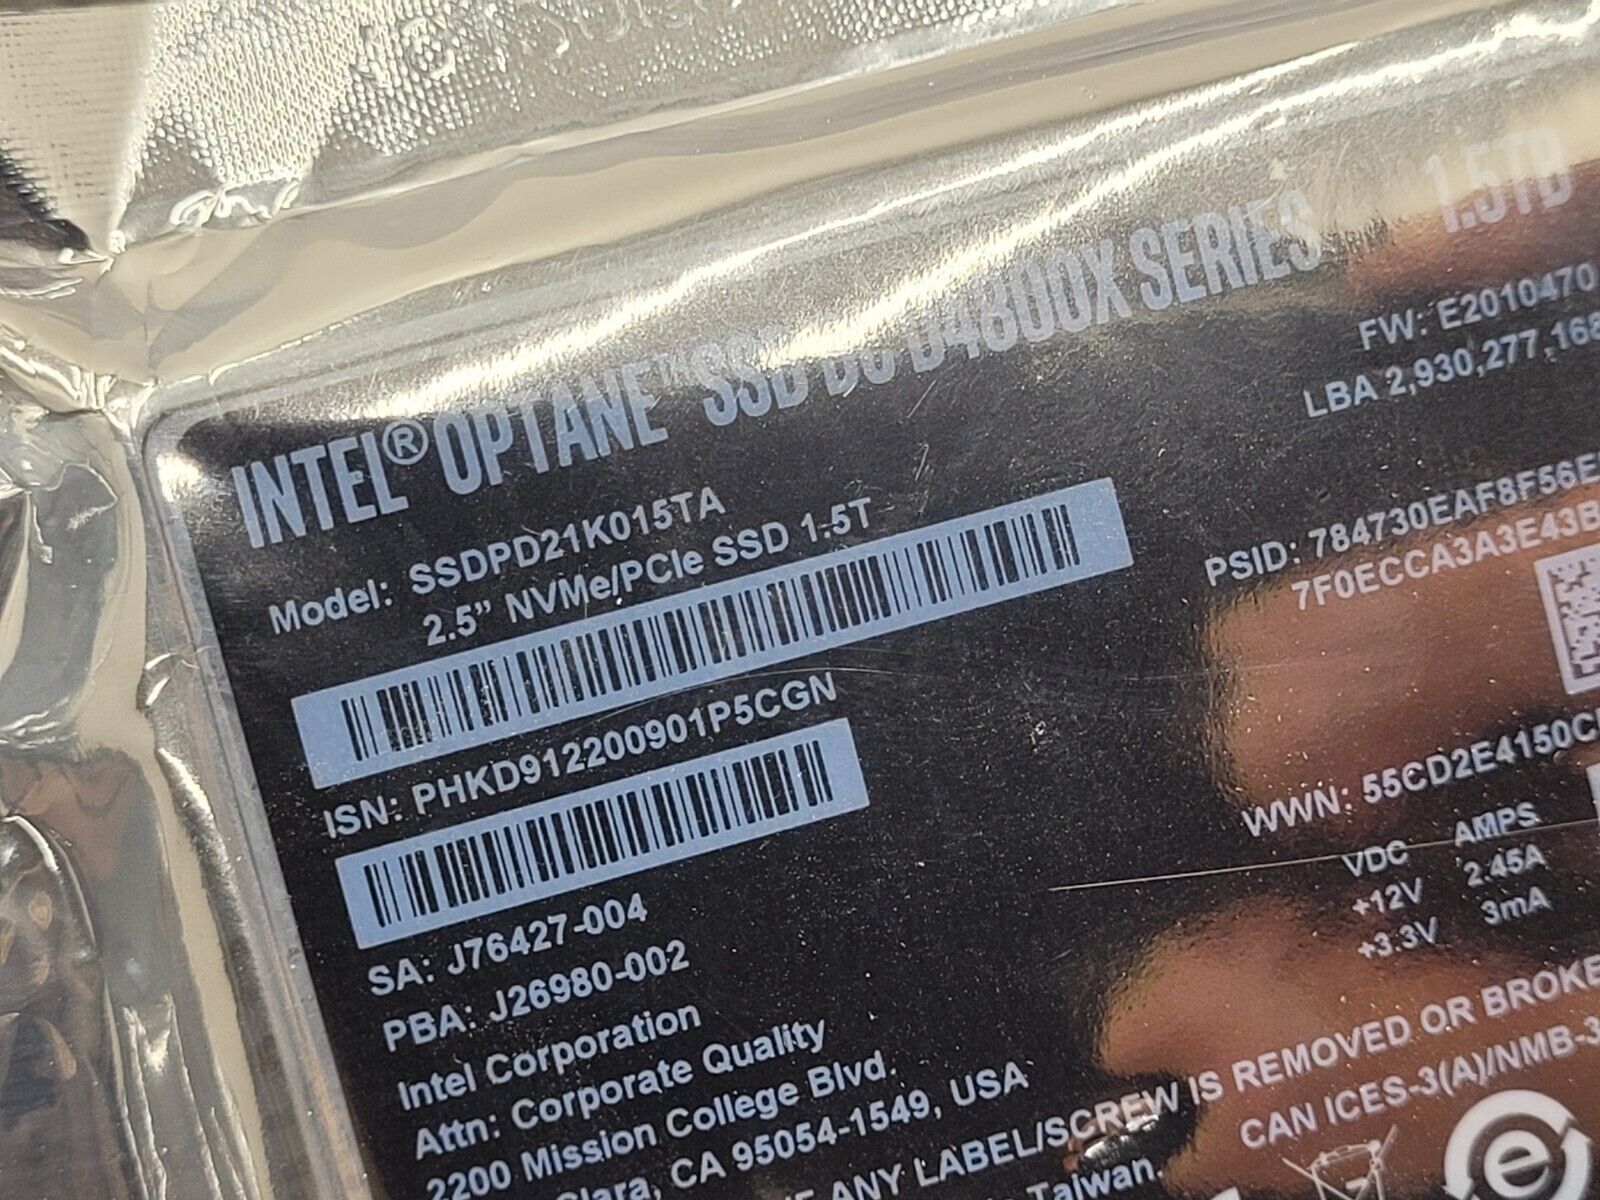 INTEL® OPTANE™ SSD DC D4800X SERIES 1.5TB
FW: E2010470
LBA 2,930,277,168
Model: SSDPD21K015TA
2.5” NVMe/PCIe SSD 1.5T
PSID: 784730EAF8F56E
7F0ECCA3A3E43B
ISN: PHKD912200901P5CGN
WWN: 55CD2E4150C
VDC AMPS
+12V 2.45A
+3.3V 3mA
SA: J76427-004
PBA: J26980-002
Intel Corporation
Attn: Corporate Quality
2200 Mission College Blvd.
Clara, CA 95054-1549, USA
ANY LABEL/SCREW IS REMOVED OR BROKE
CAN ICES-3(A)/NMB-3
Taiwan.
e